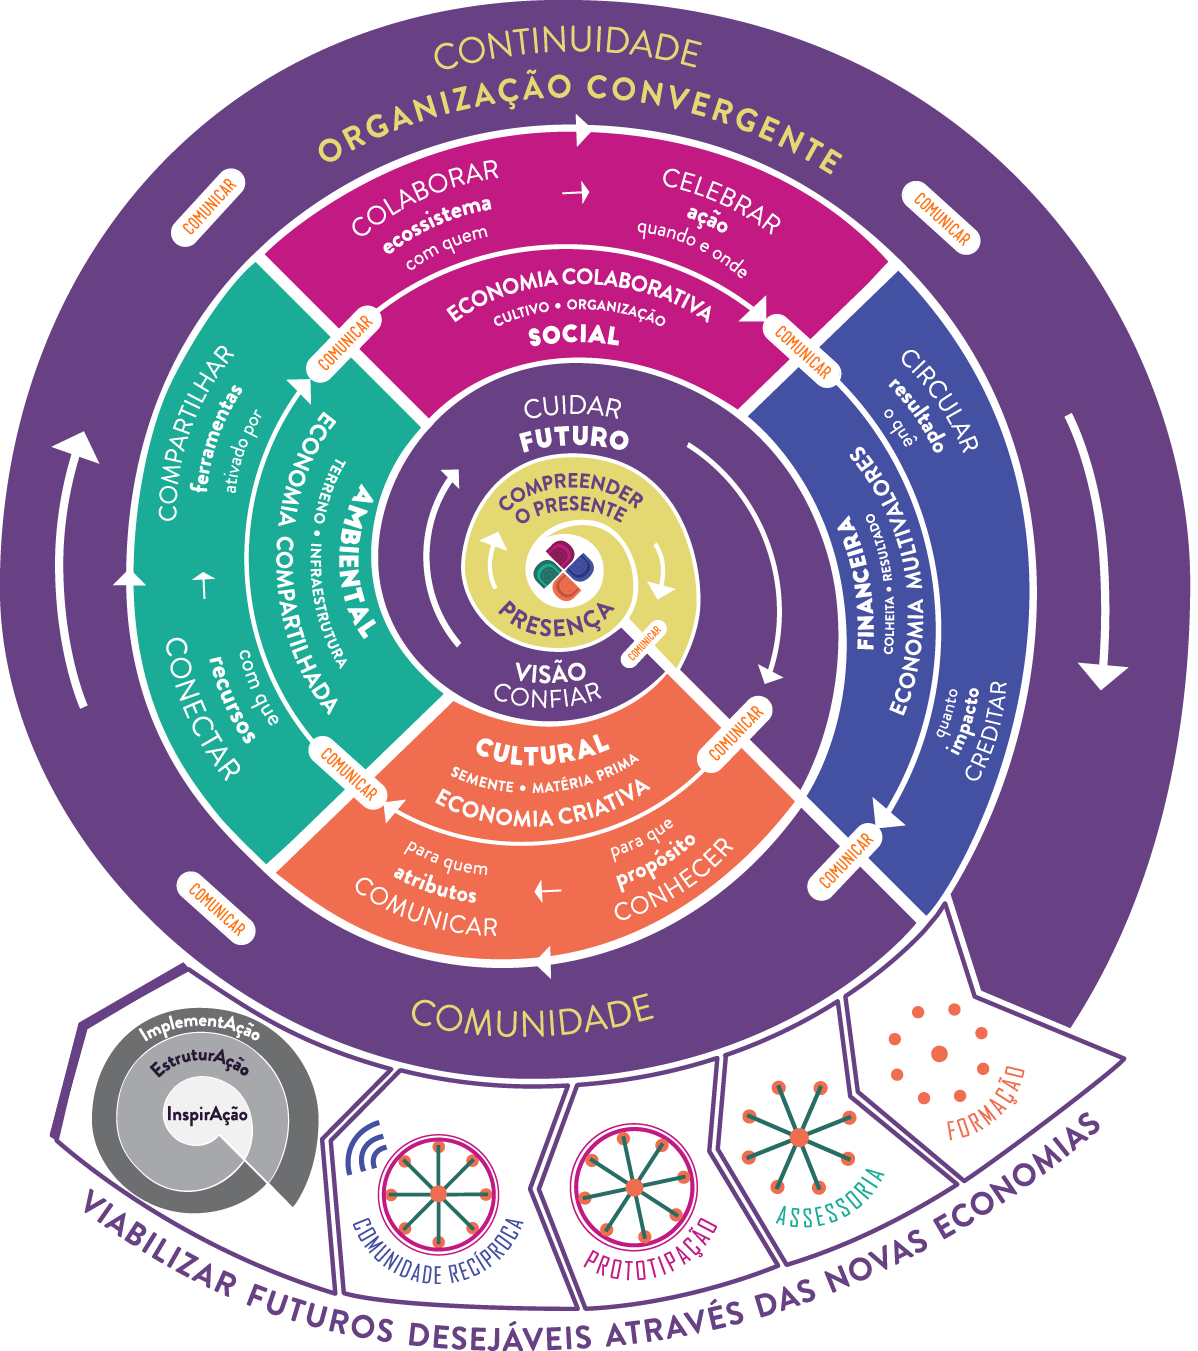 CONTINUIDADE
ORGANIZAÇÃO CONVERGENTE
COMUNICAR
COMUNICAR
COLABORAR
ecossistema
com quem
CELEBRAR
ação
quando e onde
ECONOMIA COLABORATIVA
CULTIVO • ORGANIZAÇÃO
SOCIAL
COMUNICAR
COMUNICAR
COMPARTILHAR
ferramentas
ativado por
CONECTAR
recursos
com que
ECONOMIA COMPARTILHADA
TERRENO • INFRAESTRUTURA
AMBIENTAL
CIRCULAR
resultado
o quê
FINANCEIRA
COLHEITA • RESULTADO
ECONOMIA MULTIVALORES
quanto
impacto
CREDITAR
CUIDAR
FUTURO
COMPREENDER
O PRESENTE
PRESENÇA
COMUNICAR
VISÃO
CONFIAR
COMUNICAR
COMUNICAR
CULTURAL
SEMENTE • MATÉRIA PRIMA
ECONOMIA CRIATIVA
para quem
atributos
COMUNICAR
para que
propósito
CONHECER
COMUNICAR
COMUNICAR
COMUNIDADE
ImplementAção
EstruturAção
InspirAção
COMUNIDADE RECÍPROCA
PROTOTIPAÇÃO
ASSESSORIA
FORMAÇÃO
VIABILIZAR FUTUROS DESEJÁVEIS ATRAVÉS DAS NOVAS ECONOMIAS